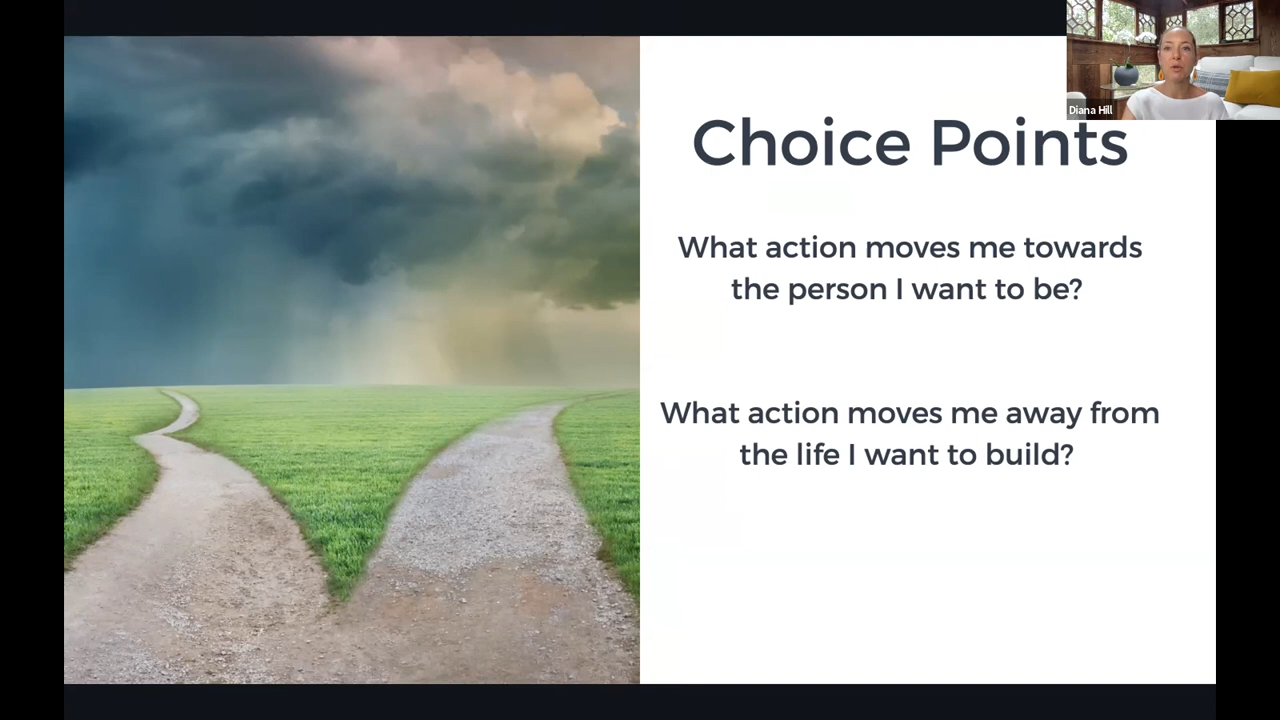 Diana Hill
Choice Points
What action moves me towards
the person I want to be?
What action moves me away from
the life I want to build?